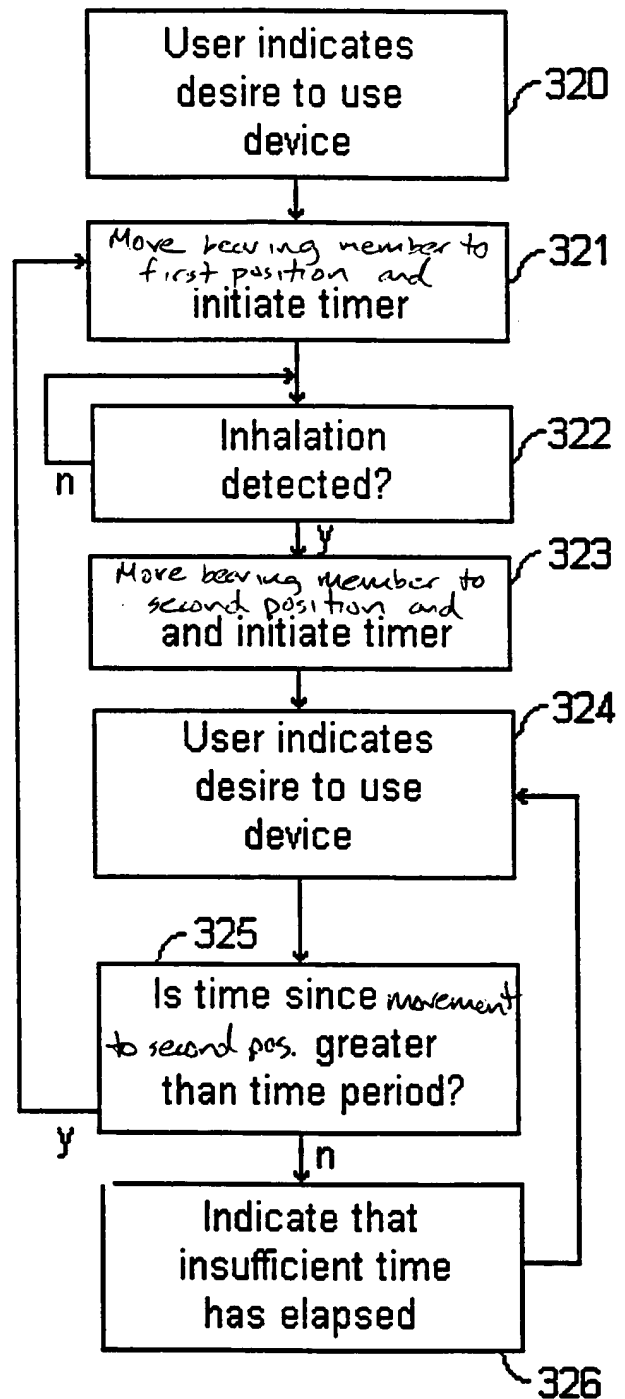 User indicates
desire to use
device
320
Move bearing member to
first position and
initiate timer
321
Inhalation
detected?
322
n
y
323
Move bearing member to
second position and
and initiate timer
324
User indicates
desire to use
device
325
Is time since movement
to second pos. greater
than time period?
y
n
Indicate that
insufficient time
has elapsed
326